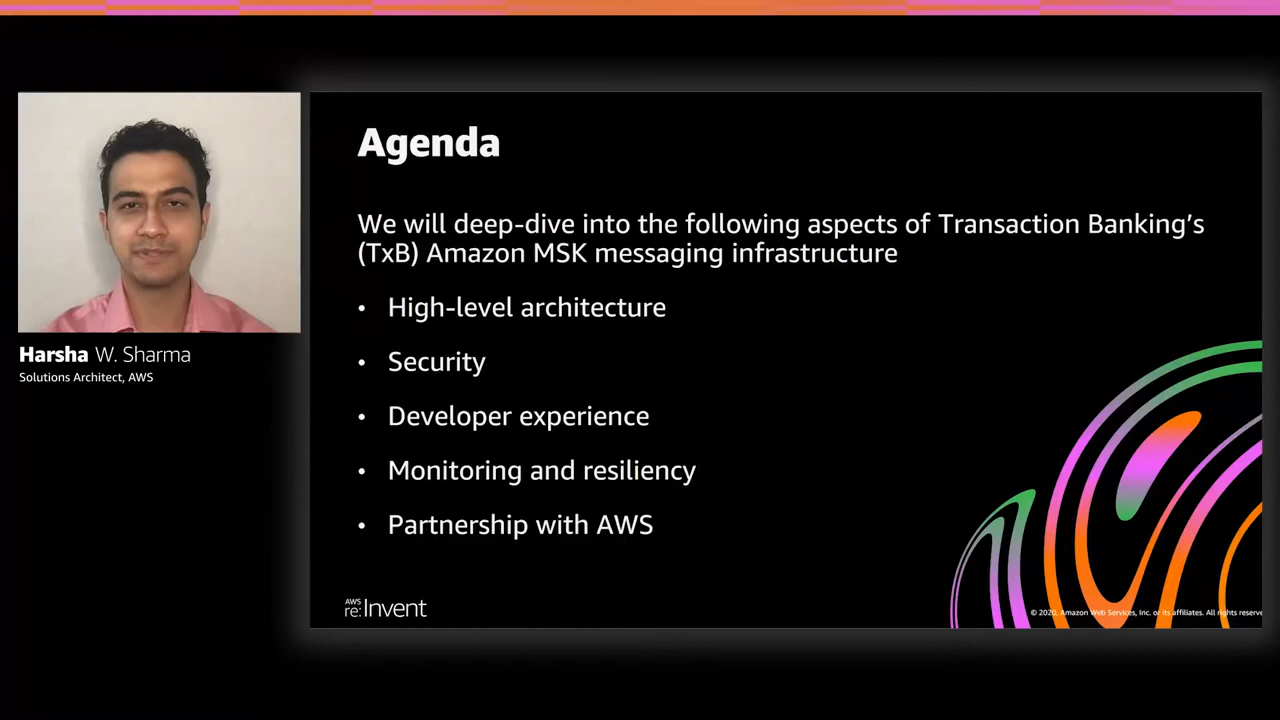 Agenda
We will deep-dive into the following aspects of Transaction Banking's
(TxB) Amazon MSK messaging infrastructure
• High-level architecture
• Security
• Developer experience
• Monitoring and resiliency
• Partnership with AWS
Harsha W. Sharma
Solutions Architect, AWS
AWS
re:Invent
© 2020, Amazon Web Services, Inc. or its affiliates. All rights reserve